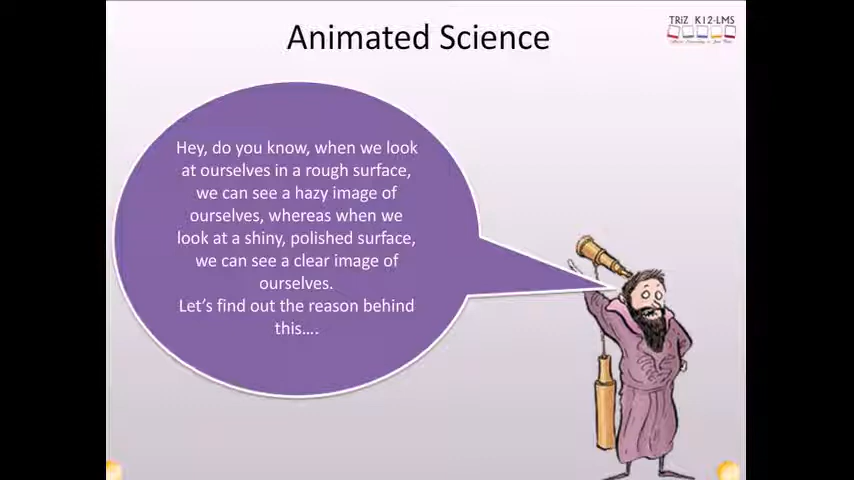 Animated Science
TRIZ K12-LMS
Hey, do you know, when we look
at ourselves in a rough surface,
we can see a hazy image of
ourselves, whereas when we
look at a shiny, polished surface,
we can see a clear image of
ourselves.
Let's find out the reason behind
this....